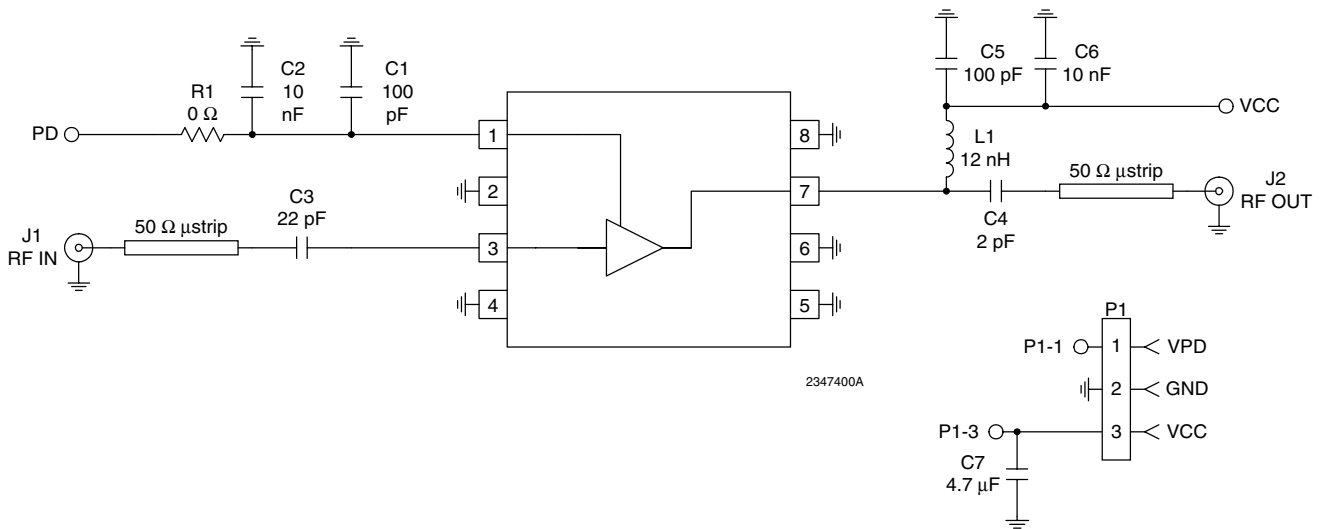 C2
10
nF
C1
100
pF
R1
0 Ω
PD
C5
100 pF
C6
10 nF
VCC
1
8
L1
12 nH
2
7
50 Ω µstrip
J2
RF OUT
C4
2 pF
C3
22 pF
50 Ω µstrip
J1
RF IN
3
6
4
5
2347400A
P1
P1-1
1
VPD
2
GND
P1-3
3
VCC
C7
4.7 µF